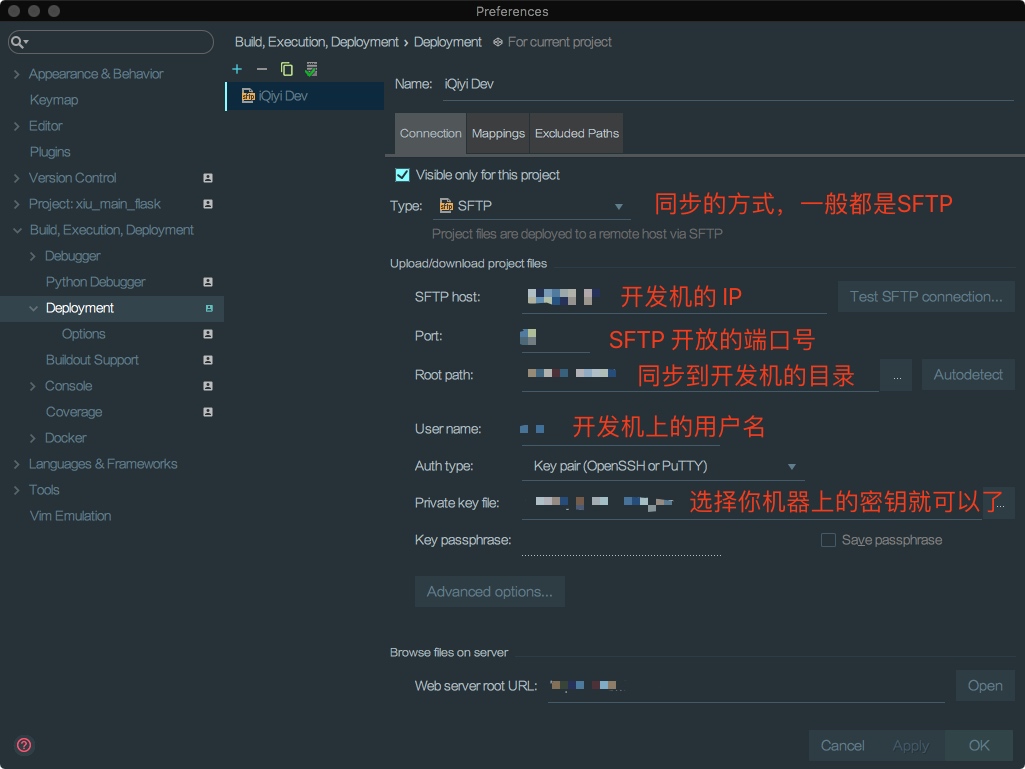 Preferences
Build, Execution, Deployment › Deployment For current project
Appearance & Behavior
Keymap
Editor
Plugins
Version Control
Project: xiu_main_flask
Build, Execution, Deployment
Debugger
Python Debugger
Deployment
Options
Buildout Support
Console
Coverage
Docker
Languages & Frameworks
Tools
Vim Emulation
iQiyi Dev
Name: iQiyi Dev
Connection Mappings Excluded Paths
Visible only for this project
Type: SFTP 同步的方式，一般都是SFTP
Project files are deployed to a remote host via SFTP
Upload/download project files
SFTP host: 开发机的 IP Test SFTP connection...
Port: SFTP 开放的端口号
Root path: 同步到开发机的目录 ... Autodetect
User name: 开发机上的用户名
Auth type: Key pair (OpenSSH or PuTTY)
Private key file: 选择你机器上的密钥就可以了 ...
Key passphrase: Save passphrase
Advanced options...
Browse files on server
Web server root URL: Open
Cancel Apply OK